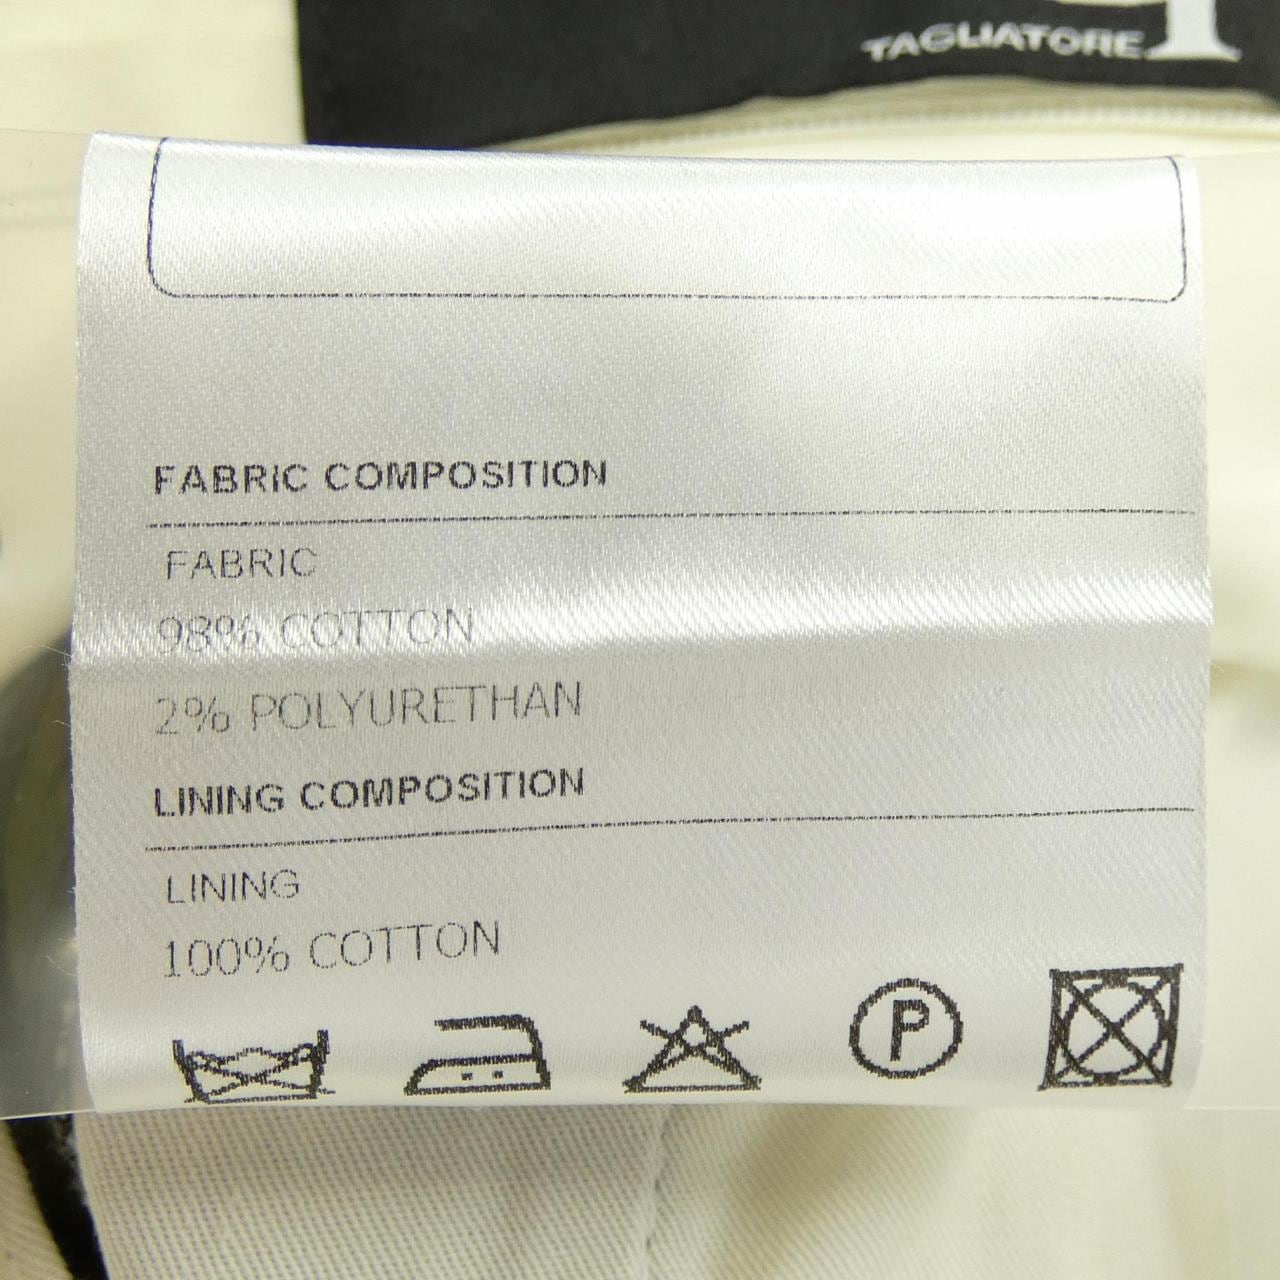 TAGLIATORE
FABRIC COMPOSITION
FABRIC
98% COTTON
2% POLYURETHAN
LINING COMPOSITION
LINING
100% COTTON
P